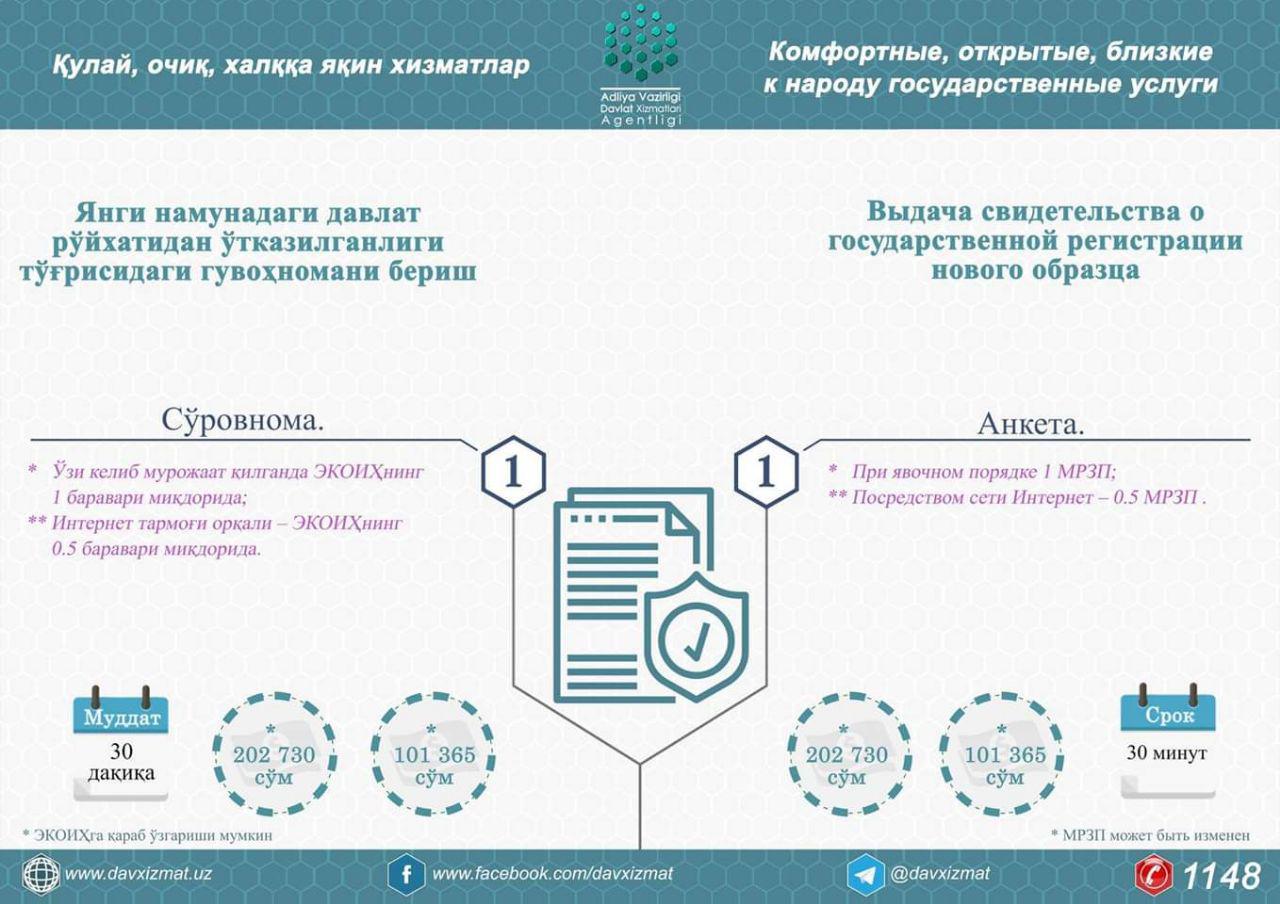 Қулай, очиқ, халққа яқин хизматлар
Adliya Vazirligi
Davlat Xizmatlari
Agentligi
Комфортные, открытые, близкие
к народу государственные услуги
Янги намунадаги давлат
рўйхатидан ўтказилганлиги
тўғрисидаги гувоҳномани бериш
Выдача свидетельства о
государственной регистрации
нового образца
Сўровнома.
1
* Ўзи келиб мурожаат қилганда ЭКОИҲнинг
1 баравари миқдорида;
** Интернет тармоғи орқали – ЭКОИҲнинг
0.5 баравари миқдорида.
Анкета.
1
* При явочном порядке 1 МРЗП;
** Посредством сети Интернет – 0.5 МРЗП .
Муддат
30
дақиқа
*
202 730
сўм
*
101 365
сўм
*
202 730
сўм
*
101 365
сўм
Срок
30 минут
* ЭКОИҲга қараб ўзгариши мумкин
* МРЗП может быть изменен
www.davxizmat.uz
www.facebook.com/davxizmat
@davxizmat
1148